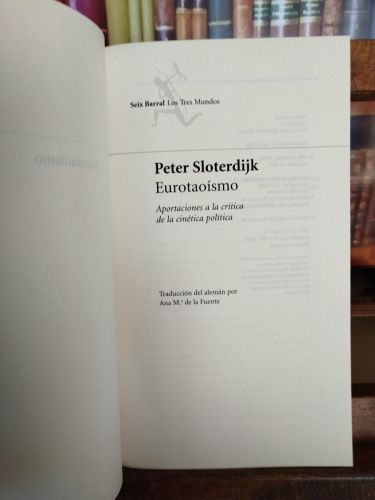 Seix Barral Los Tres Mundos
Peter Sloterdijk
Eurotaoísmo
Aportaciones a la crítica
de la cinética política
Traducción del alemán por
Ana M.ª de la Fuente
Eurotaoísmo